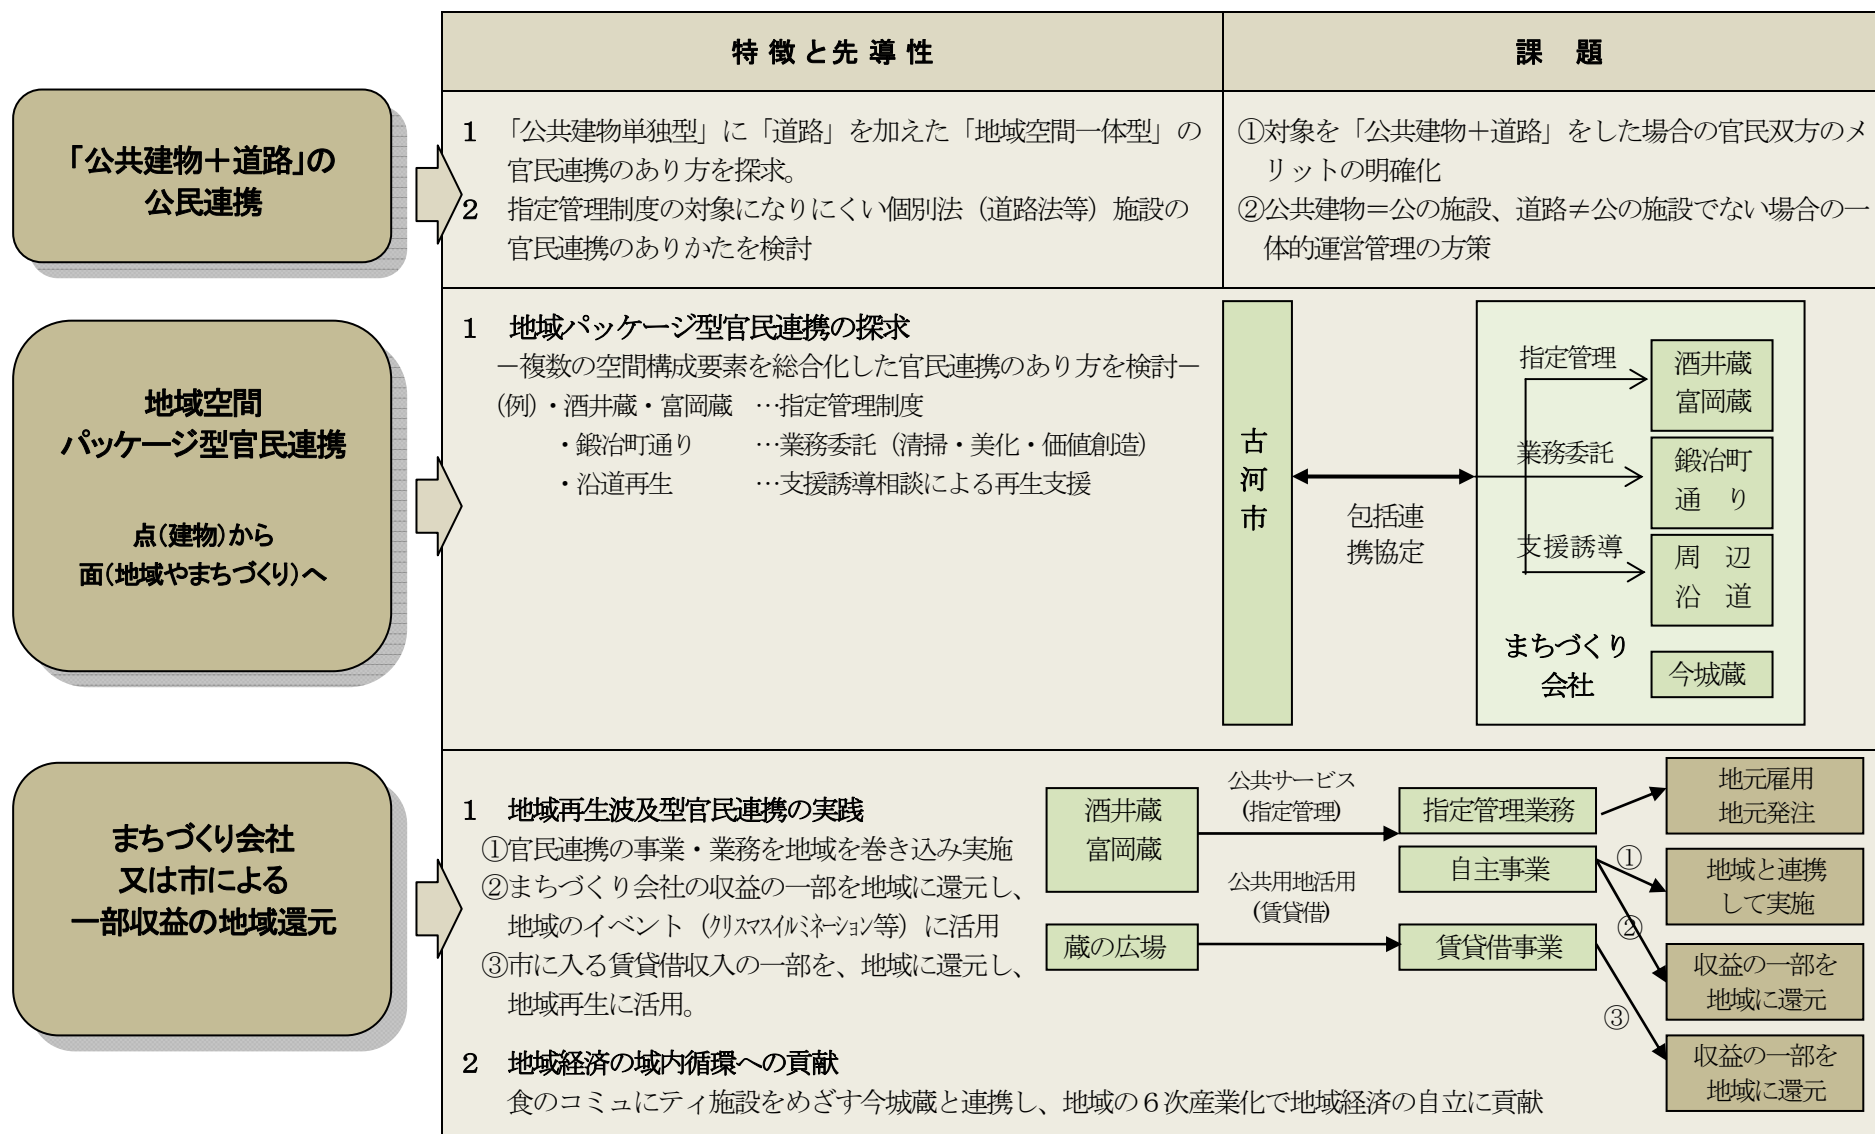 特 徴 と 先 導 性
課　題
「公共建物＋道路」の
公民連携
１　「公共建物単独型」に「道路」を加えた「地域空間一体型」の
官民連携のあり方を探求。
２　指定管理制度の対象になりにくい個別法（道路法等）施設の
官民連携のありかたを検討
①対象を「公共建物＋道路」をした場合の官民双方のメ
リットの明確化
②公共建物＝公の施設、道路≠公の施設でない場合の一
体的運営管理の方策
地域空間
パッケージ型官民連携
点（建物）から
面（地域やまちづくり）へ
１　地域パッケージ型官民連携の探求
－複数の空間構成要素を総合化した官民連携のあり方を検討－
（例）・酒井蔵・富岡蔵　…指定管理制度
・鍛冶町通り　…業務委託（清掃・美化・価値創造）
・沿道再生　…支援誘導相談による再生支援
古
河
市
包括連
携協定
指定管理
酒井蔵
富岡蔵
業務委託
鍛冶町
通　り
支援誘導
周　辺
沿　道
まちづくり
会社
今城蔵
まちづくり会社
又は市による
一部収益の地域還元
１　地域再生波及型官民連携の実践
①官民連携の事業・業務を地域を巻き込み実施
②まちづくり会社の収益の一部を地域に還元し、
地域のイベント（ｸﾘｽﾏｽｲﾙﾐﾈｰｼｮﾝ等）に活用
③市に入る賃貸借収入の一部を、地域に還元し、
地域再生に活用。
酒井蔵
富岡蔵
蔵の広場
公共サービス
（指定管理）
公共用地活用
（賃貸借）
指定管理業務
自主事業
賃貸借事業
①
②
③
地元雇用
地元発注
地域と連携
して実施
収益の一部を
地域に還元
収益の一部を
地域に還元
２　地域経済の域内循環への貢献
食のコミュにティ施設をめざす今城蔵と連携し、地域の６次産業化で地域経済の自立に貢献